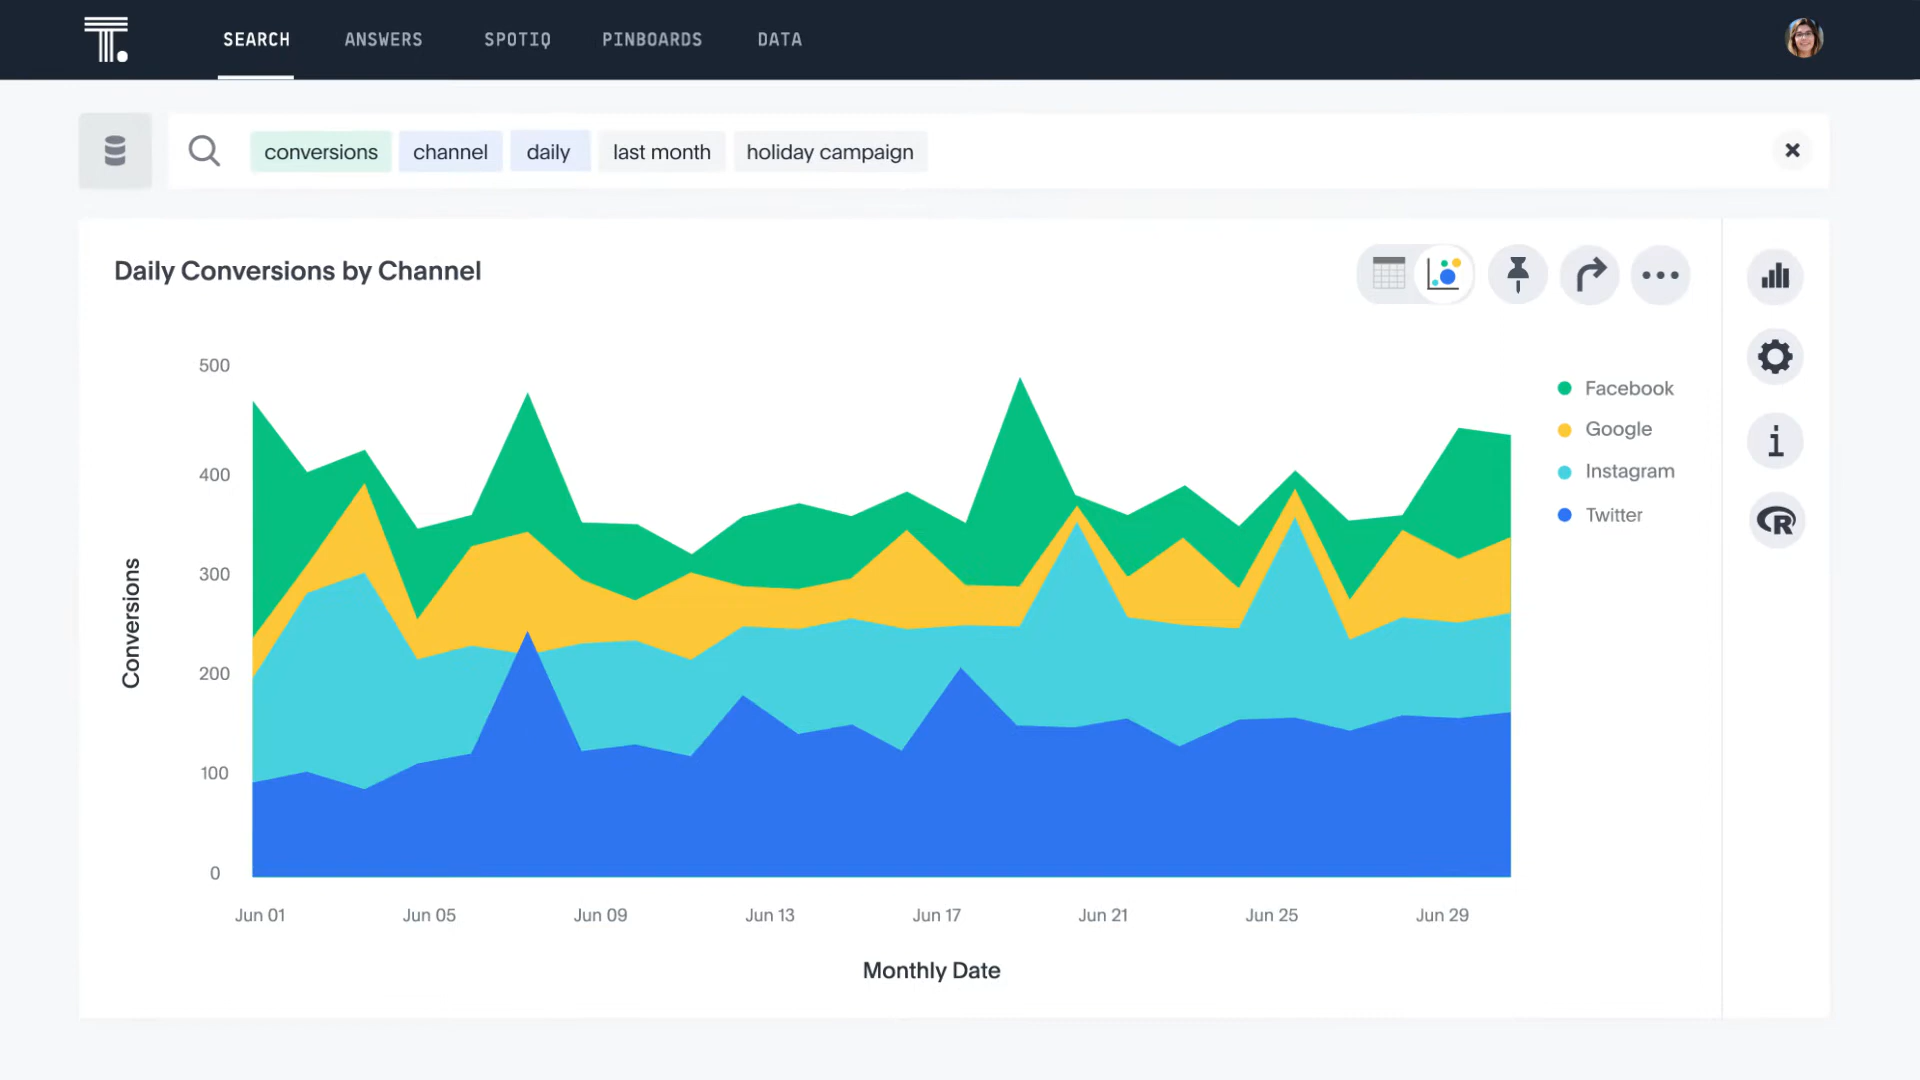 T.
SEARCH
ANSWERS
SPOTIQ
PINBOARDS
DATA
conversions
channel
daily
last month
holiday campaign
Daily Conversions by Channel
500
400
300
200
100
0
Conversions
Facebook
Google
Instagram
Twitter
i
R
Jun 01
Jun 05
Jun 09
Jun 13
Jun 17
Jun 21
Jun 25
Jun 29
Monthly Date